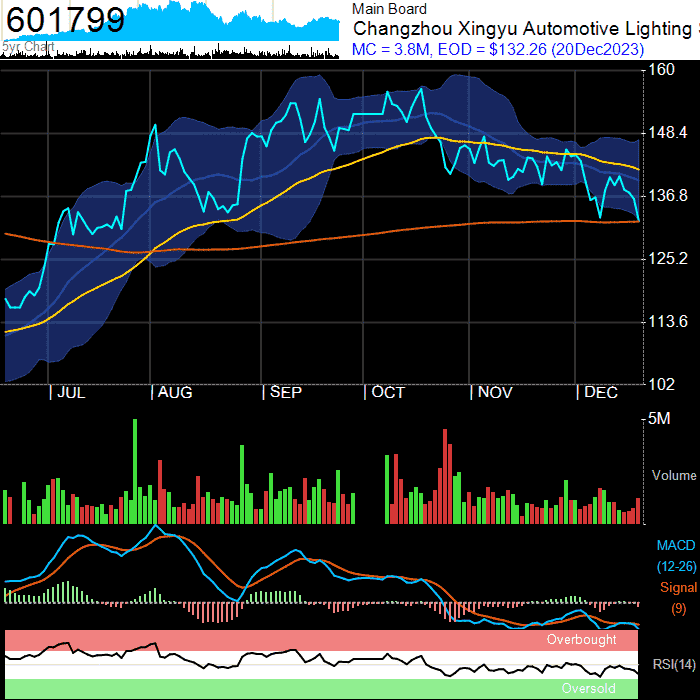 601799
5yr Chart
Main Board
Changzhou Xingyu Automotive Lighting S
MC = 3.8M, EOD = $132.26 (20Dec2023)
160
148.4
136.8
125.2
113.6
102
JUL
AUG
SEP
OCT
NOV
DEC
5M
Volume
MACD
(12-26)
Signal
(9)
Overbought
RSI(14)
Oversold